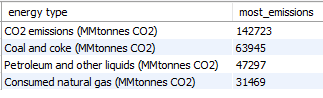 energy type most_emissions
CO2 emissions (MMtonnes CO2) 142723
Coal and coke (MMtonnes CO2) 63945
Petroleum and other liquids (MMtonnes CO2) 47297
Consumed natural gas (MMtonnes CO2) 31469